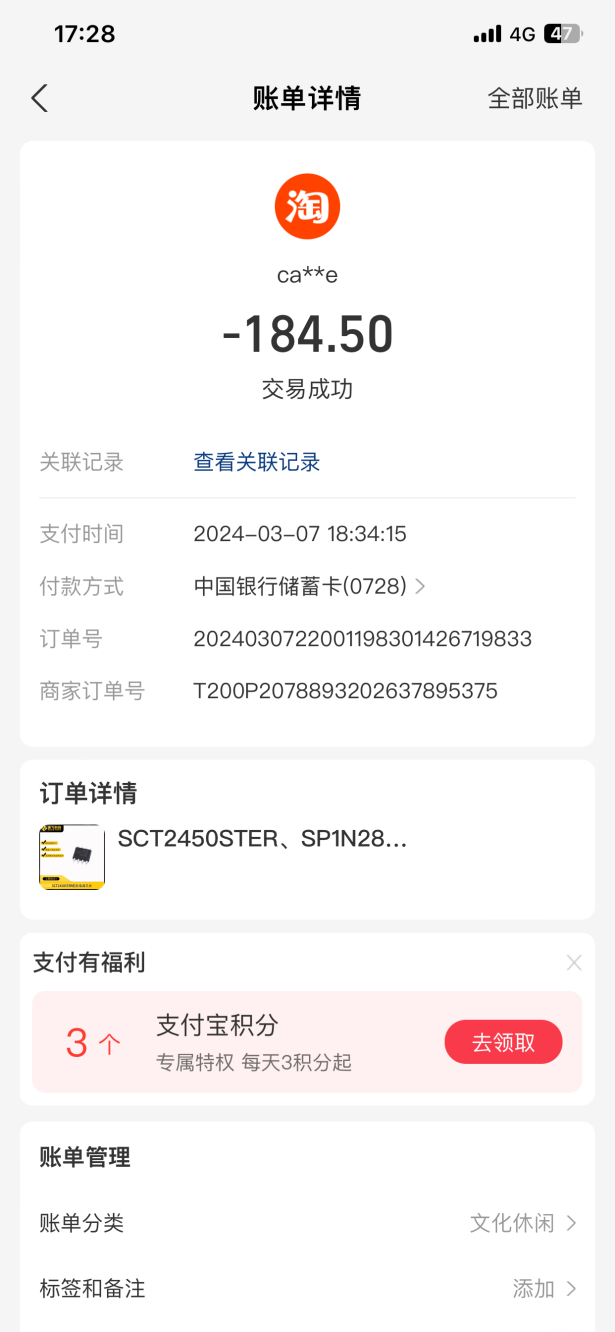 17:28 4G 47
账单详情 全部账单
淘
ca**e
-184.50
交易成功
关联记录 查看关联记录
支付时间 2024-03-07 18:34:15
付款方式 中国银行储蓄卡(0728)
订单号 2024030722001198301426719833
商家订单号 T200P2078893202637895375
订单详情
SCT2450STER、SP1N28...
支付有福利
3个 支付宝积分 去领取
专属特权 每天3积分起
账单管理
账单分类 文化休闲
标签和备注 添加